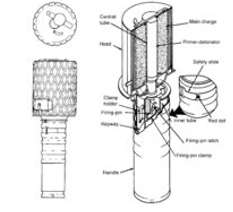 Central tube
Main charge
Primer-detonator
Head
Safety slide
Clamp holder
Firing-pin
Keyway
Inner tube
Red dot
Firing-pin latch
Firing-pin clamp
Handle